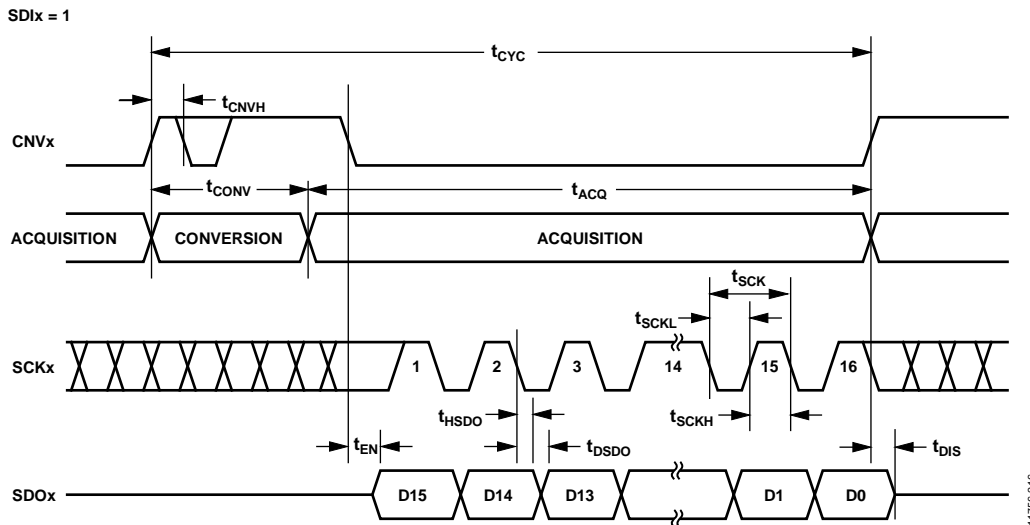 SDIx = 1
tCYC
tCNVH
CNVx
tCONV
tACQ
ACQUISITION
CONVERSION
ACQUISITION
tSCK
tSCKL
SCKx
1
2
3
14
15
16
tHSDO
tSCKH
tEN
tDSDO
tDIS
SDOx
D15
D14
D13
D1
D0